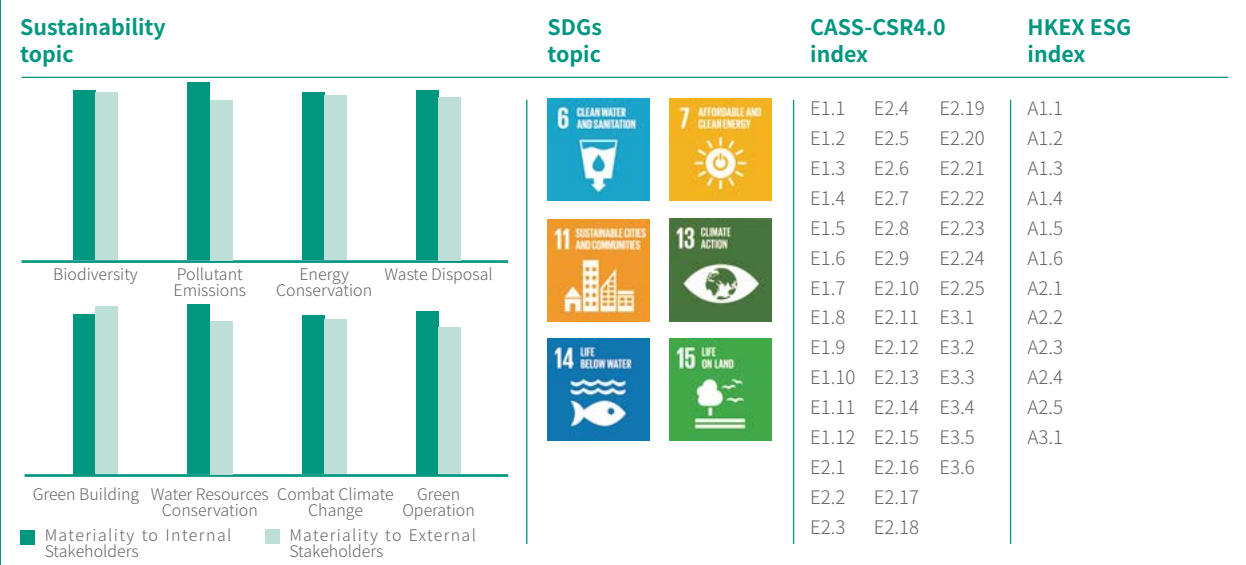 Sustainability
topic
SDGs
topic
CASS-CSR4.0
index
HKEX ESG
index
Biodiversity
Pollutant
Emissions
Energy
Conservation
Waste Disposal
Green Building
Water Resources
Conservation
Combat Climate
Change
Green
Operation
Materiality to Internal
Stakeholders
Materiality to External
Stakeholders
6 CLEAN WATER
AND SANITATION
7 AFFORDABLE AND
CLEAN ENERGY
11 SUSTAINABLE CITIES
AND COMMUNITIES
13 CLIMATE
ACTION
14 LIFE
BELOW WATER
15 LIFE
ON LAND
E1.1 E2.4 E2.19
E1.2 E2.5 E2.20
E1.3 E2.6 E2.21
E1.4 E2.7 E2.22
E1.5 E2.8 E2.23
E1.6 E2.9 E2.24
E1.7 E2.10 E2.25
E1.8 E2.11 E3.1
E1.9 E2.12 E3.2
E1.10 E2.13 E3.3
E1.11 E2.14 E3.4
E1.12 E2.15 E3.5
E2.1 E2.16 E3.6
E2.2 E2.17
E2.3 E2.18
A1.1
A1.2
A1.3
A1.4
A1.5
A1.6
A2.1
A2.2
A2.3
A2.4
A2.5
A3.1